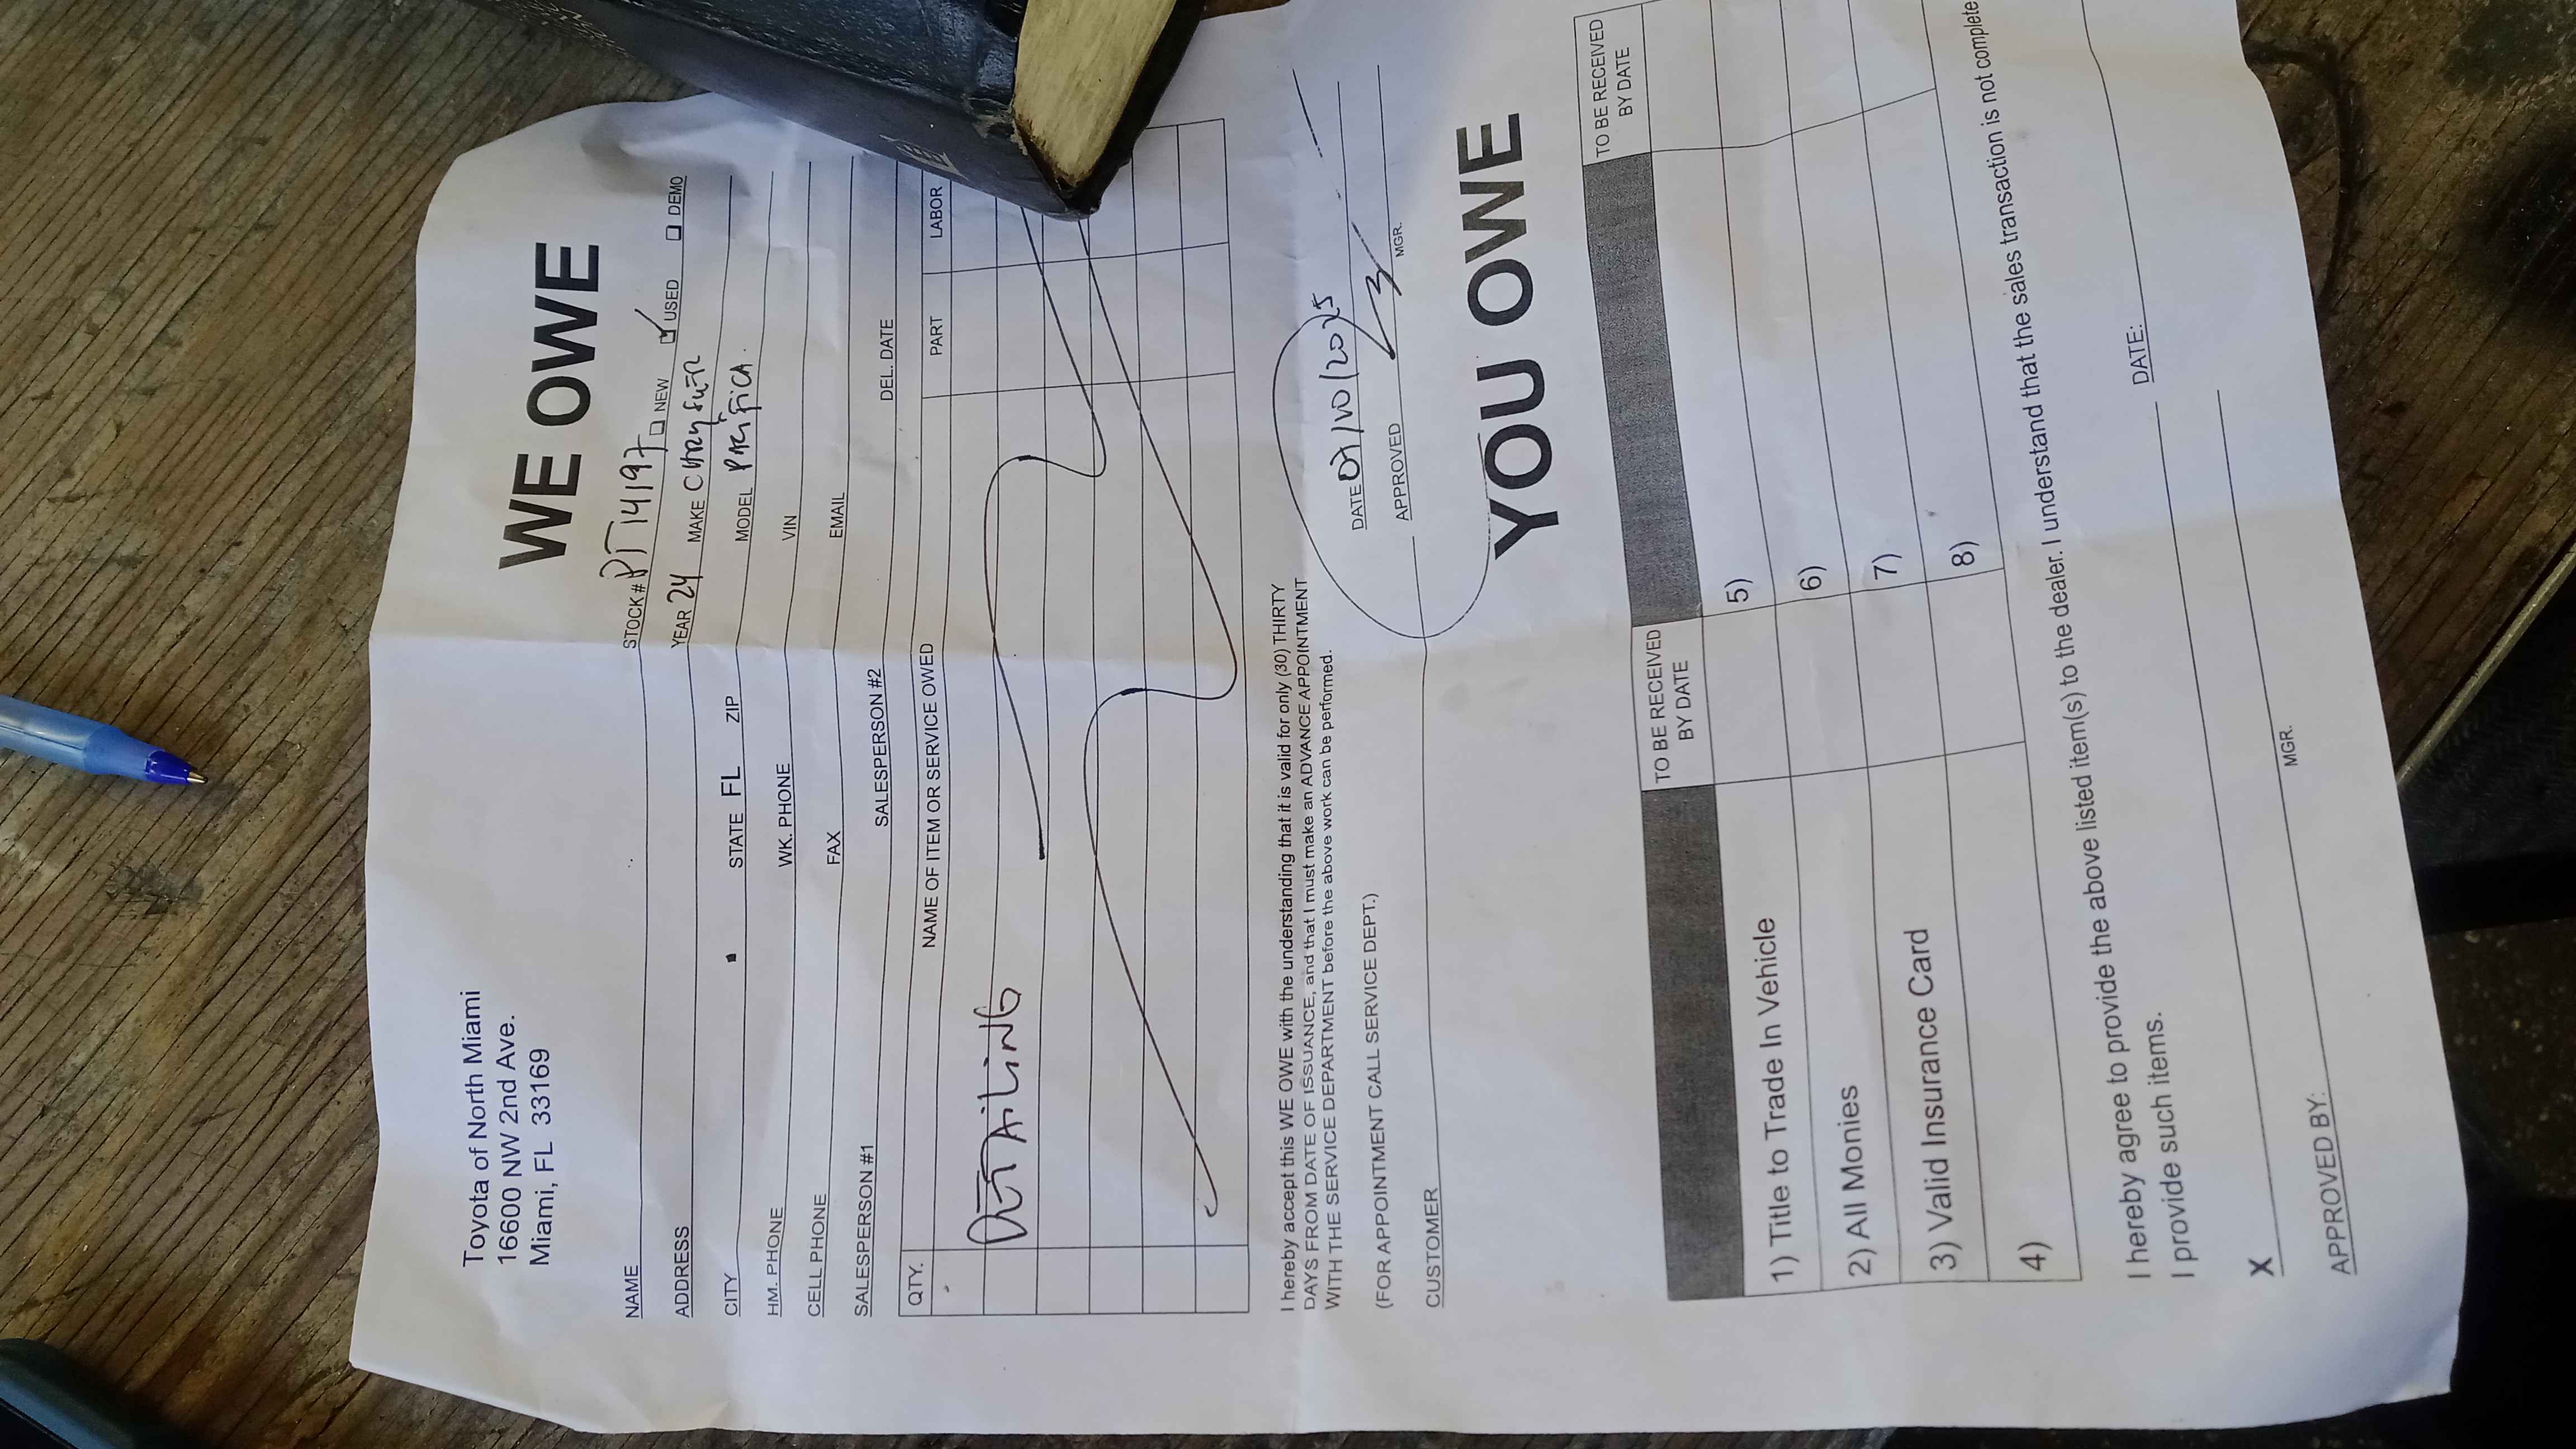 Toyota of North Miami
16600 NW 2nd Ave.
Miami, FL 33169
WE OWE
NAME STOCK# PT14197 NEW USED DEMO
ADDRESS YEAR 24 MAKE
CITY STATE FL ZIP MODEL
HM. PHONE WK. PHONE VIN
CELL PHONE FAX EMAIL
SALESPERSON #1 SALESPERSON #2 DEL. DATE
QTY. NAME OF ITEM OR SERVICE OWED PART LABOR
DETAILING
I hereby accept this WE OWE with the understanding that it is valid for only (30) THIRTY
DAYS FROM DATE OF ISSUANCE, and that I must make an ADVANCE APPOINTMENT
WITH THE SERVICE DEPARTMENT before the above work can be performed.
(FOR APPOINTMENT CALL SERVICE DEPT.)
DATE
CUSTOMER APPROVED MGR.
YOU OWE
TO BE RECEIVED BY DATE TO BE RECEIVED BY DATE
1) Title to Trade In Vehicle 5)
2) All Monies 6)
3) Valid Insurance Card 7)
4) 8)
I hereby agree to provide the above listed item(s) to the dealer. I understand that the sales transaction is not complete
I provide such items.
X DATE:
APPROVED BY: MGR.